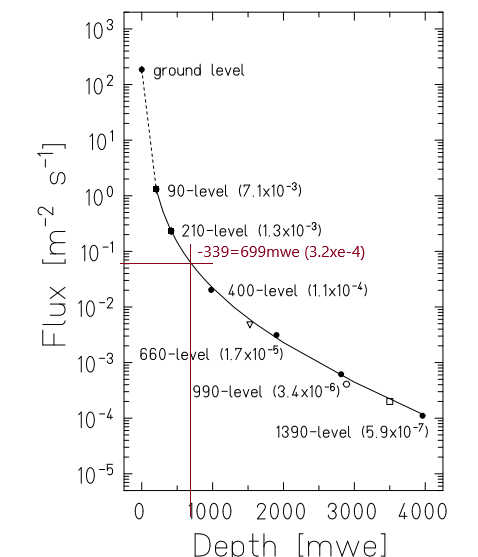 10³
10²
10¹
10⁰
10⁻¹
10⁻²
10⁻³
10⁻⁴
10⁻⁵
Flux [m⁻² s⁻¹]
ground level
90-level (7.1x10⁻³)
210-level (1.3x10⁻³)
-339=699mwe (3.2xe-4)
400-level (1.1x10⁻⁴)
660-level (1.7x10⁻⁵)
990-level (3.4x10⁻⁶)
1390-level (5.9x10⁻⁷)
0 1000 2000 3000 4000
Depth [mwe]